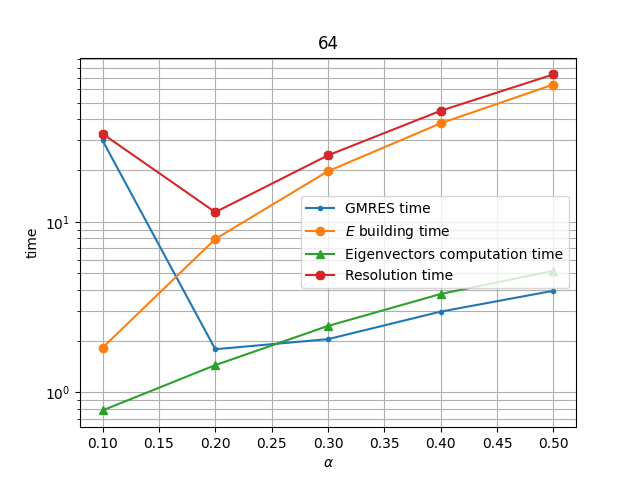 64
time
10¹
10⁰
GMRES time
E building time
Eigenvectors computation time
Resolution time
0.10 0.15 0.20 0.25 0.30 0.35 0.40 0.45 0.50
α